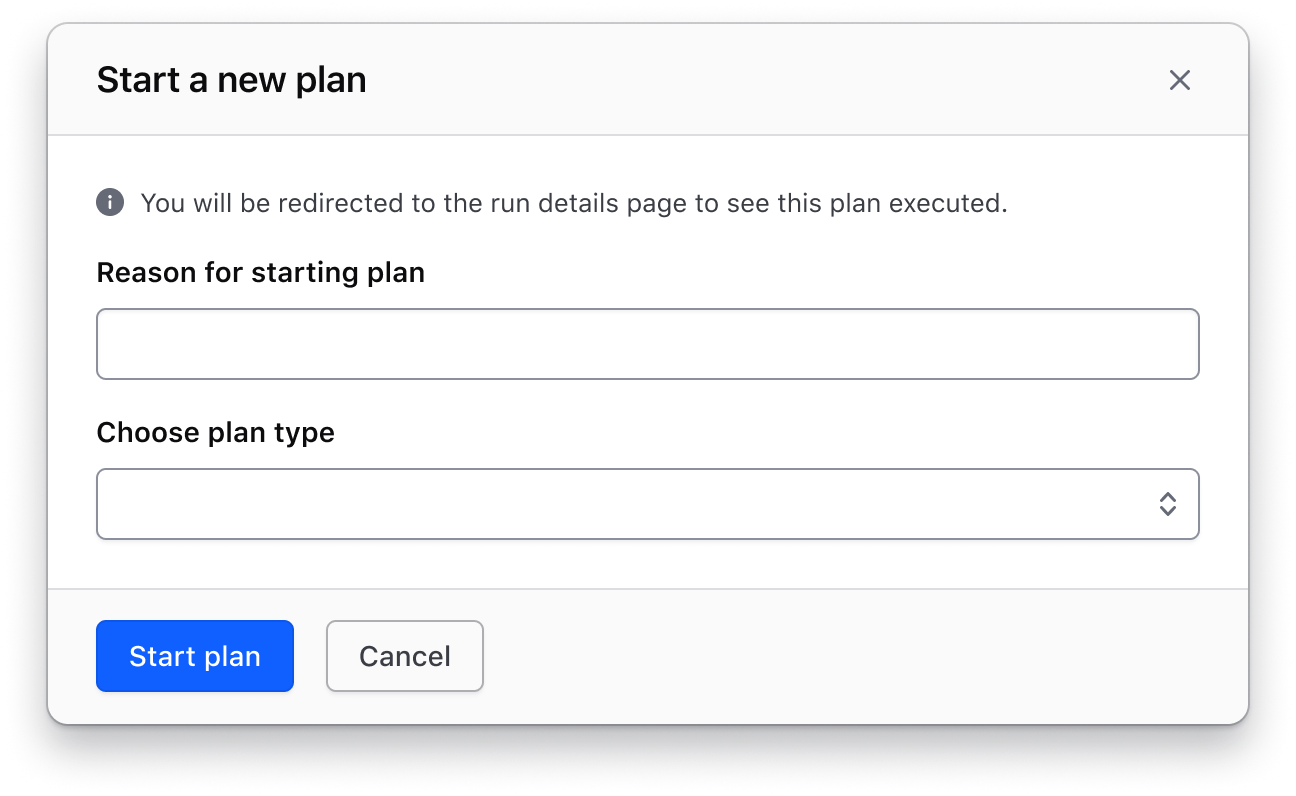 Start a new plan
You will be redirected to the run details page to see this plan executed.
Reason for starting plan
Choose plan type
Start plan
Cancel